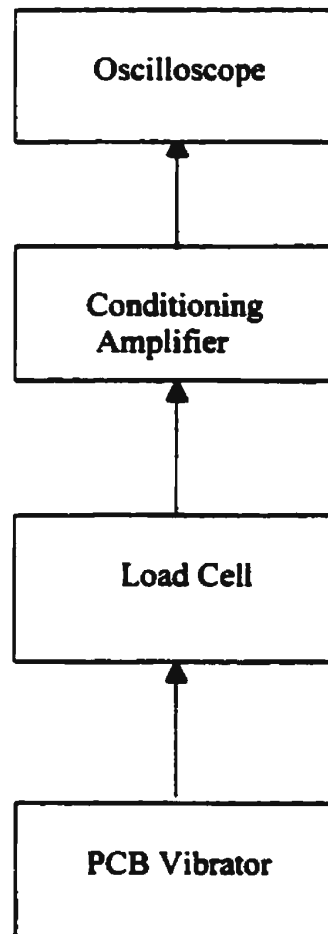 Oscilloscope
Conditioning
Amplifier
Load Cell
PCB Vibrator